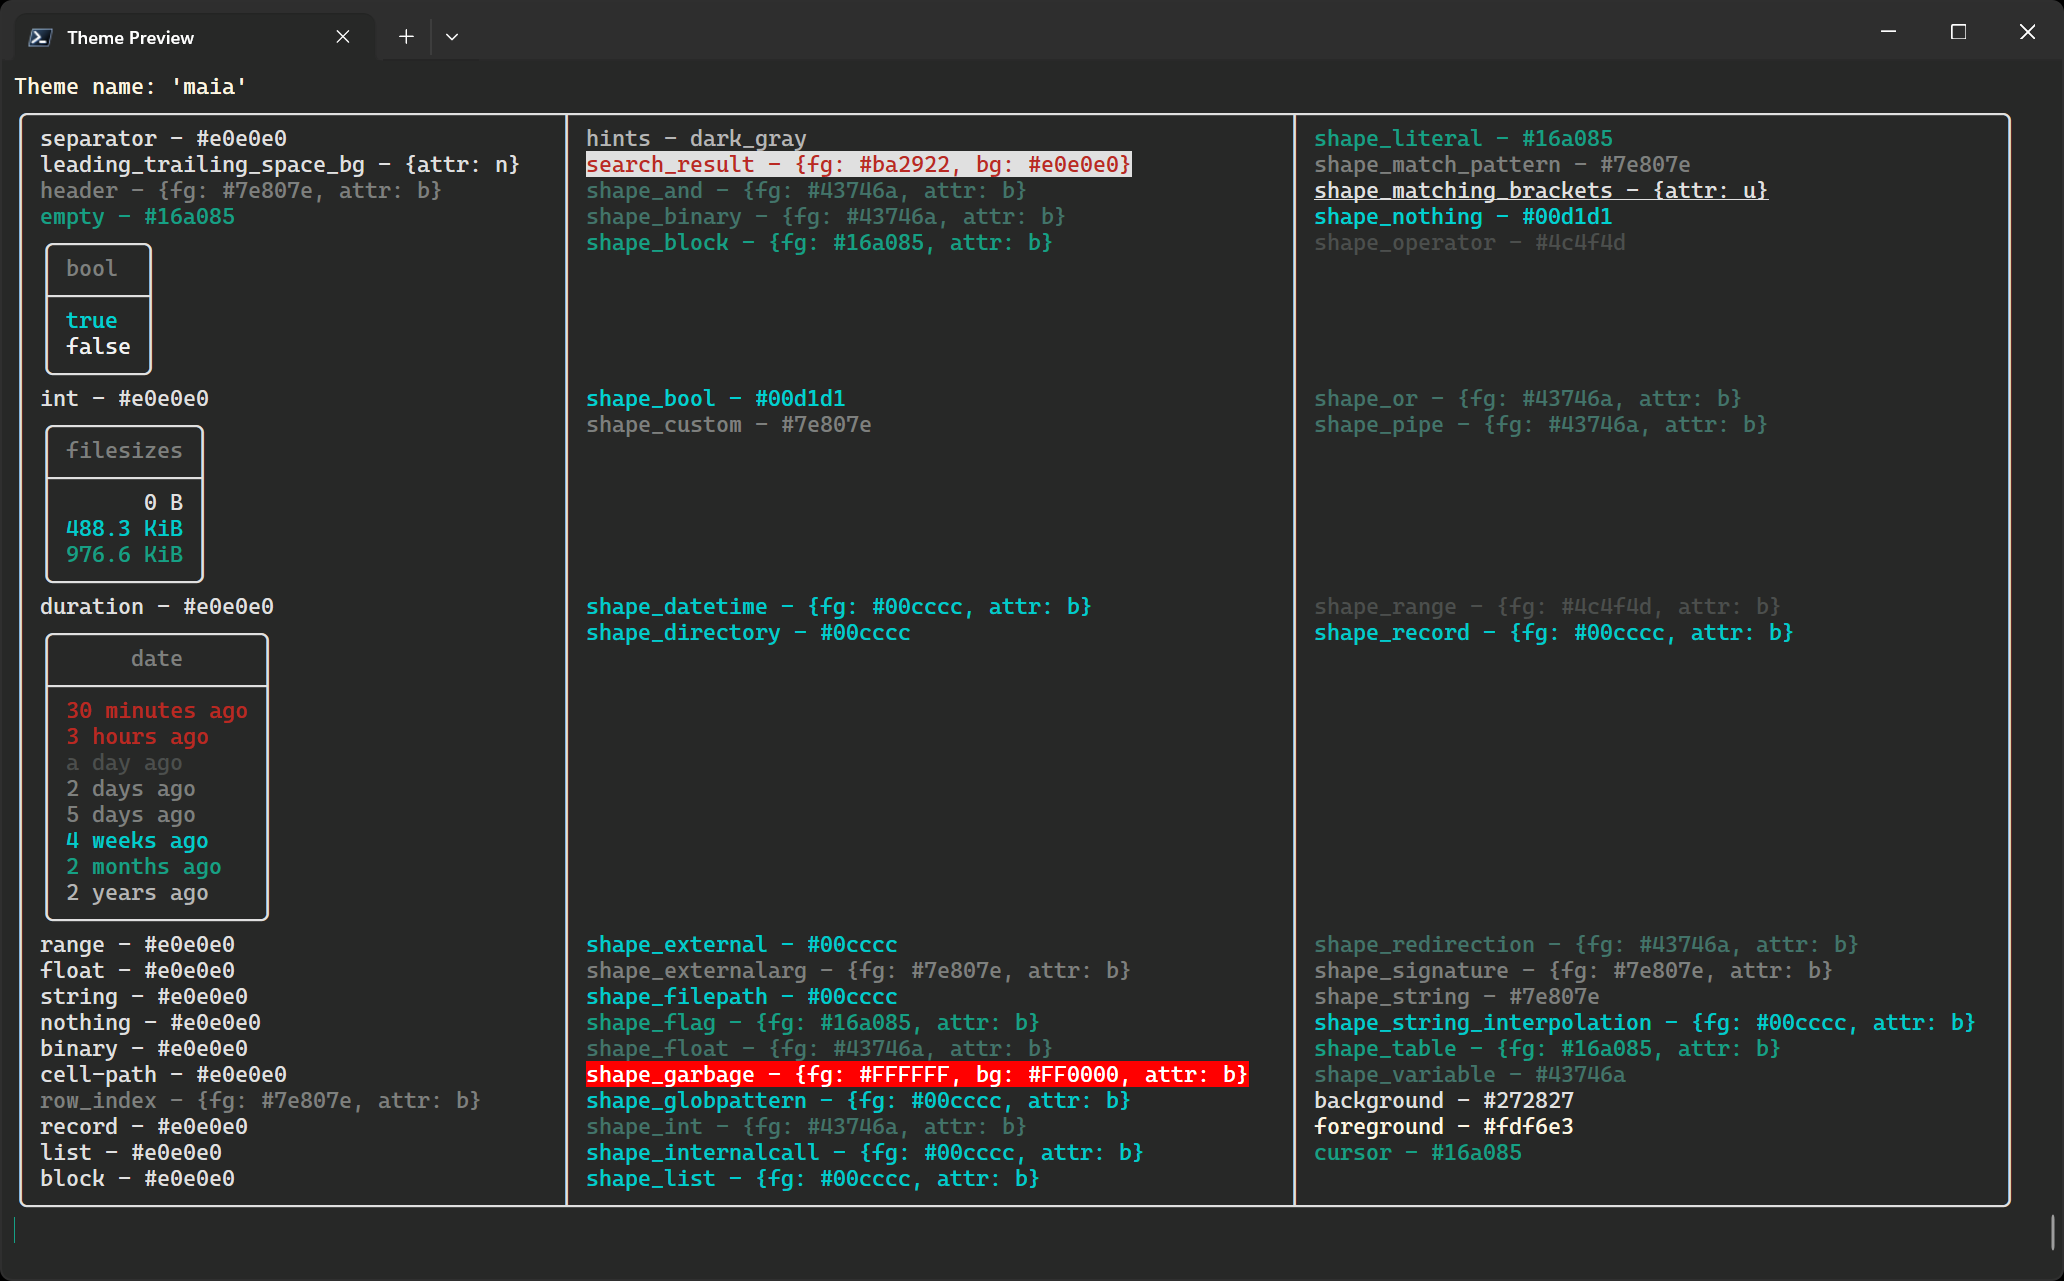 Theme Preview
Theme name: 'maia'
separator - #e0e0e0
leading_trailing_space_bg - {attr: n}
header - {fg: #7e807e, attr: b}
empty - #16a085
bool
true
false
int - #e0e0e0
filesizes
0 B
488.3 KiB
976.6 KiB
duration - #e0e0e0
date
30 minutes ago
3 hours ago
a day ago
2 days ago
5 days ago
4 weeks ago
2 months ago
2 years ago
range - #e0e0e0
float - #e0e0e0
string - #e0e0e0
nothing - #e0e0e0
binary - #e0e0e0
cell-path - #e0e0e0
row_index - {fg: #7e807e, attr: b}
record - #e0e0e0
list - #e0e0e0
block - #e0e0e0
hints - dark_gray
search_result - {fg: #ba2922, bg: #e0e0e0}
shape_and - {fg: #43746a, attr: b}
shape_binary - {fg: #43746a, attr: b}
shape_block - {fg: #16a085, attr: b}
shape_bool - #00d1d1
shape_custom - #7e807e
shape_datetime - {fg: #00cccc, attr: b}
shape_directory - #00cccc
shape_external - #00cccc
shape_externalarg - {fg: #7e807e, attr: b}
shape_filepath - #00cccc
shape_flag - {fg: #16a085, attr: b}
shape_float - {fg: #43746a, attr: b}
shape_garbage - {fg: #FFFFFF, bg: #FF0000, attr: b}
shape_globpattern - {fg: #00cccc, attr: b}
shape_int - {fg: #43746a, attr: b}
shape_internalcall - {fg: #00cccc, attr: b}
shape_list - {fg: #00cccc, attr: b}
shape_literal - #16a085
shape_match_pattern - #7e807e
shape_matching_brackets - {attr: u}
shape_nothing - #00d1d1
shape_operator - #4c4f4d
shape_or - {fg: #43746a, attr: b}
shape_pipe - {fg: #43746a, attr: b}
shape_range - {fg: #4c4f4d, attr: b}
shape_record - {fg: #00cccc, attr: b}
shape_redirection - {fg: #43746a, attr: b}
shape_signature - {fg: #7e807e, attr: b}
shape_string - #7e807e
shape_string_interpolation - {fg: #00cccc, attr: b}
shape_table - {fg: #16a085, attr: b}
shape_variable - #43746a
background - #272827
foreground - #fdf6e3
cursor - #16a085